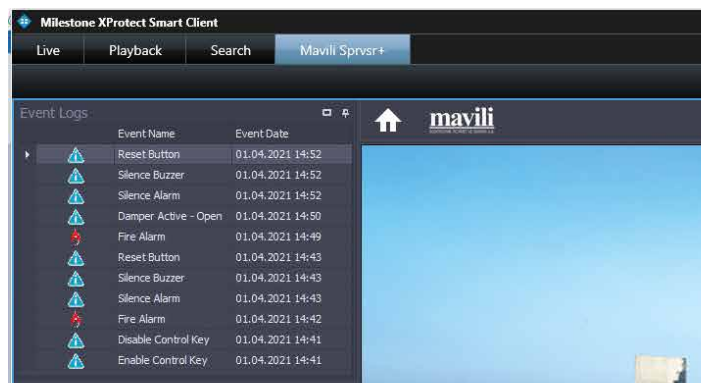 Milestone XProtect Smart Client
Live Playback Search Mavili Sprvsr+
Event Logs
mavili
Event Name Event Date
Reset Button 01.04.2021 14:52
Silence Buzzer 01.04.2021 14:52
Silence Alarm 01.04.2021 14:52
Damper Active - Open 01.04.2021 14:50
Fire Alarm 01.04.2021 14:49
Reset Button 01.04.2021 14:43
Silence Buzzer 01.04.2021 14:43
Silence Alarm 01.04.2021 14:43
Fire Alarm 01.04.2021 14:42
Disable Control Key 01.04.2021 14:41
Enable Control Key 01.04.2021 14:41